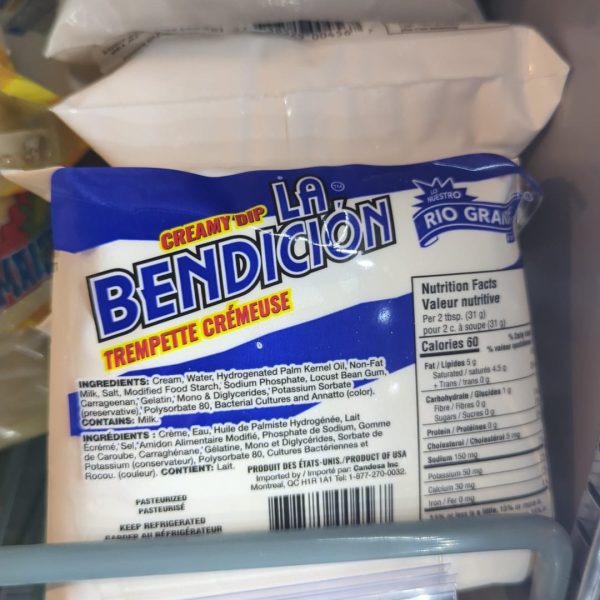 CREAMY DIP
LA
BENDICIÓN
TREMPETTE CRÉMEUSE
LO
NUESTRO
RIO GRANDE
INGREDIENTS: Cream, Water, Hydrogenated Palm Kernel Oil, Non-Fat
Milk, Salt, Modified Food Starch, Sodium Phosphate, Locust Bean Gum,
Carrageenan, Gelatin, Mono & Diglycerides, Potassium Sorbate
(preservative), Polysorbate 80, Bacterial Cultures and Annatto (color).
CONTAINS: Milk.
INGRÉDIENTS : Crème, Eau, Huile de Palmiste Hydrogénée, Lait
Écrémé, Sel, Amidon Alimentaire Modifié, Phosphate de Sodium, Gomme
de Caroube, Carraghénane, Gélatine, Mono et Diglycérides, Sorbate de
Potassium (conservateur), Polysorbate 80, Cultures Bactériennes et
Rocou. (couleur). CONTIENT: Lait.
PRODUIT DES ÉTATS-UNIS./PRODUCT OF USA
Imported by / Importé par: Candesa Inc
Montreal, QC H1R 1A1 Tel: 1-877-270-0032.
PASTEURIZED
PASTEURISÉ
KEEP REFRIGERATED
GARDER AU RÉFRIGÉRATEUR
Nutrition Facts
Valeur nutritive
Per 2 tbsp. (31 g)
pour 2 c. à soupe (31 g)
Calories 60
% valeur
Fat / Lipides 5 g
Saturated / saturés 4.5 g
+ Trans / trans 0 g
Carbohydrate / Glucides 1 g
Fibre / Fibres 0 g
Sugars / Sucres 0 g
Protein / Protéines 0 g
Cholesterol / Cholestérol 5 mg
Sodium 150 mg
Potassium 50 mg
Calcium 30 mg
Iron / Fer 0 mg